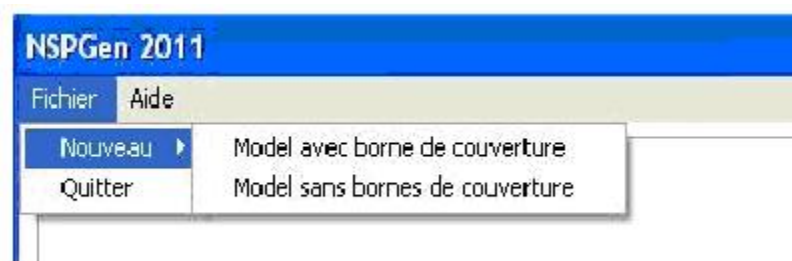 NSPGen 2011
Fichier Aide
Nouveau Model avec borne de couverture
Quitter Model sans bornes de couverture